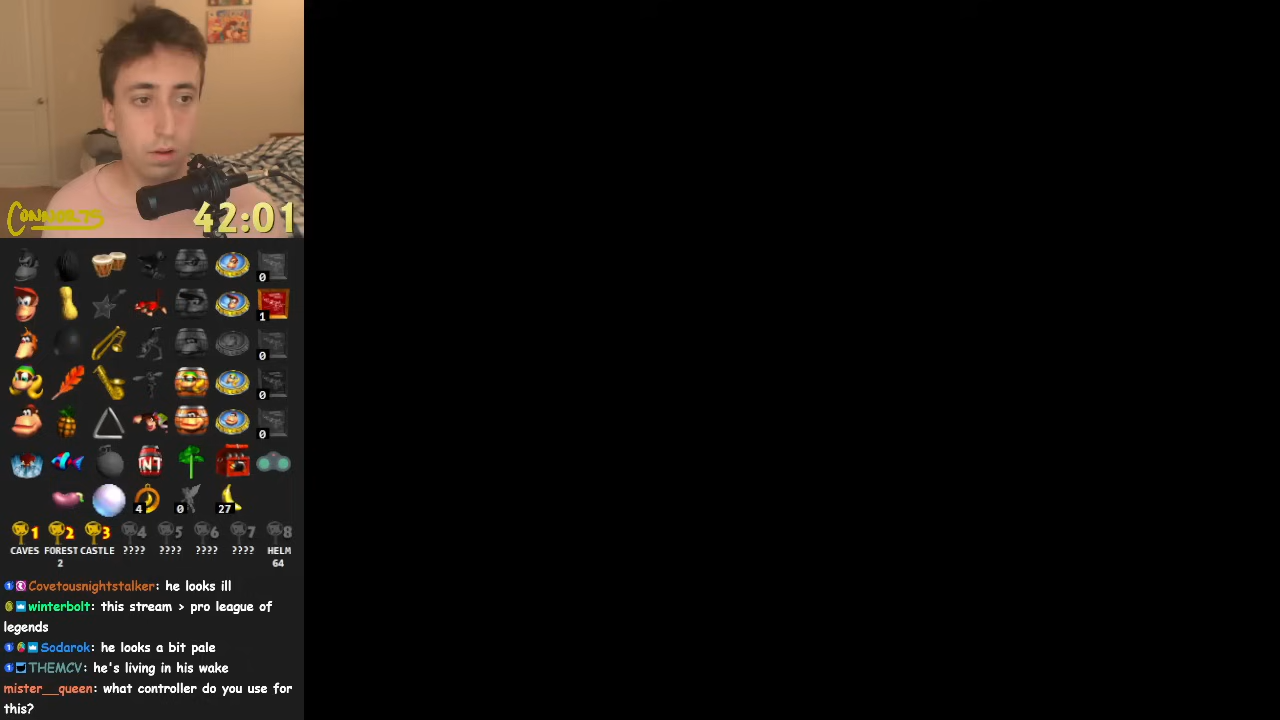 CONNOR75
42:01
0
1
0
0
0
NT
4 0 27
1 2 3 4 5 6 7 8
CAVES FOREST CASTLE ???? ???? ???? ???? HELM
2 64
Covetousnightstalker: he looks ill
winterbolt: this stream > pro league of
legends
Sodarok: he looks a bit pale
THEMCV: he's living in his wake
mister__queen: what controller do you use for
this?